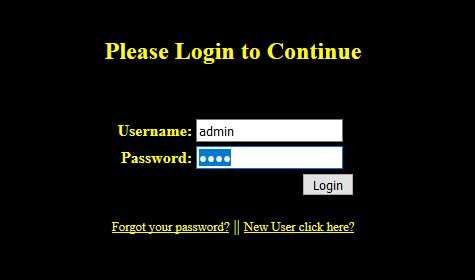 Please Login to Continue
Username: admin
Password: ●●●●
Login
Forgot your password? || New User click here?